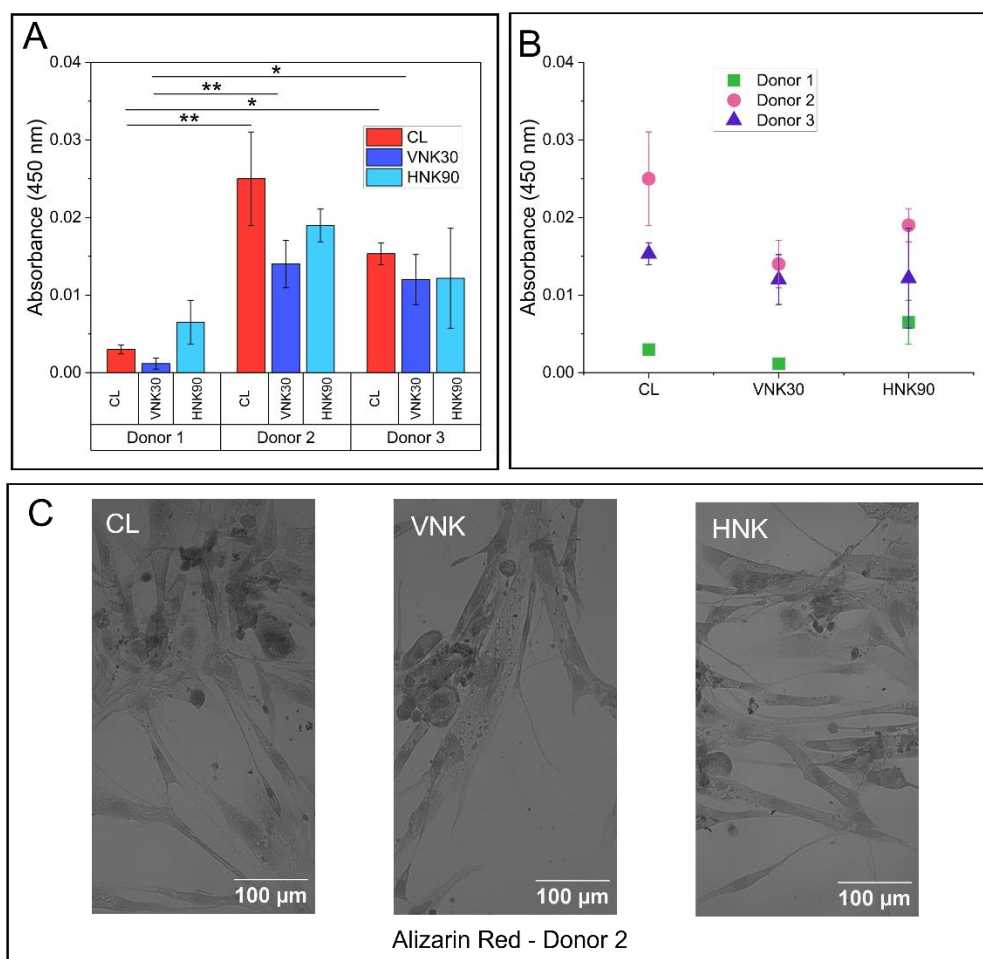 A
0.04
0.03
0.02
0.01
0.00
Absorbance (450 nm)
*
**
*
**
CL
VNK30
HNK90
CL
VNK30
HNK90
CL
VNK30
HNK90
CL
VNK30
HNK90
Donor 1
Donor 2
Donor 3
B
0.04
0.03
0.02
0.01
0.00
Absorbance (450 nm)
Donor 1
Donor 2
Donor 3
CL
VNK30
HNK90
C
CL
VNK
HNK
100 µm
100 µm
100 µm
Alizarin Red - Donor 2